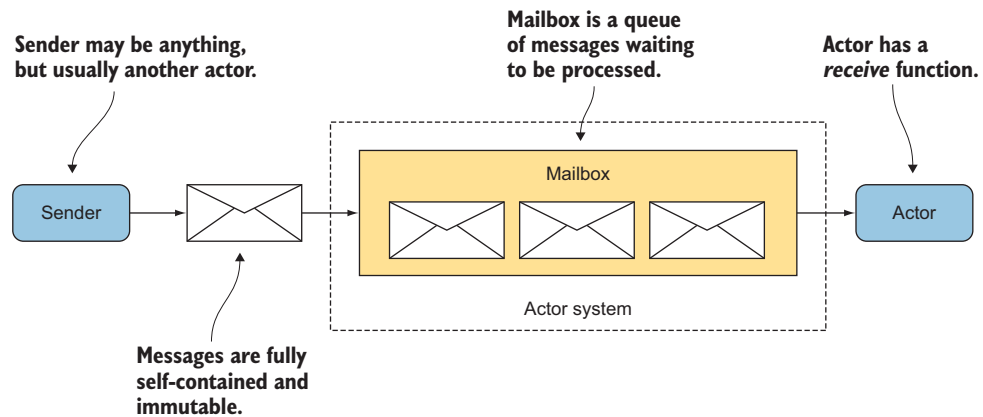 Sender may be anything,
but usually another actor.
Mailbox is a queue
of messages waiting
to be processed.
Actor has a
receive function.
Mailbox
Sender
Actor
Actor system
Messages are fully
self-contained and
immutable.